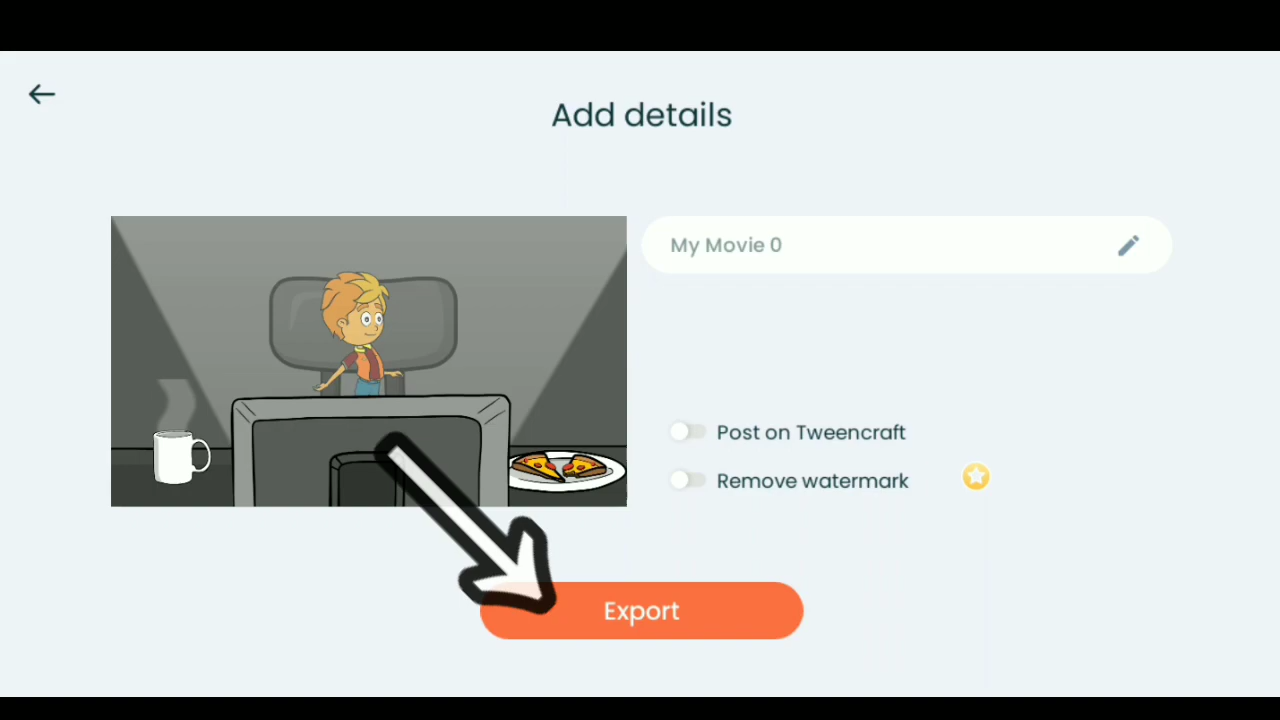 Add details
My Movie 0
Post on Tweencraft
Remove watermark
Export